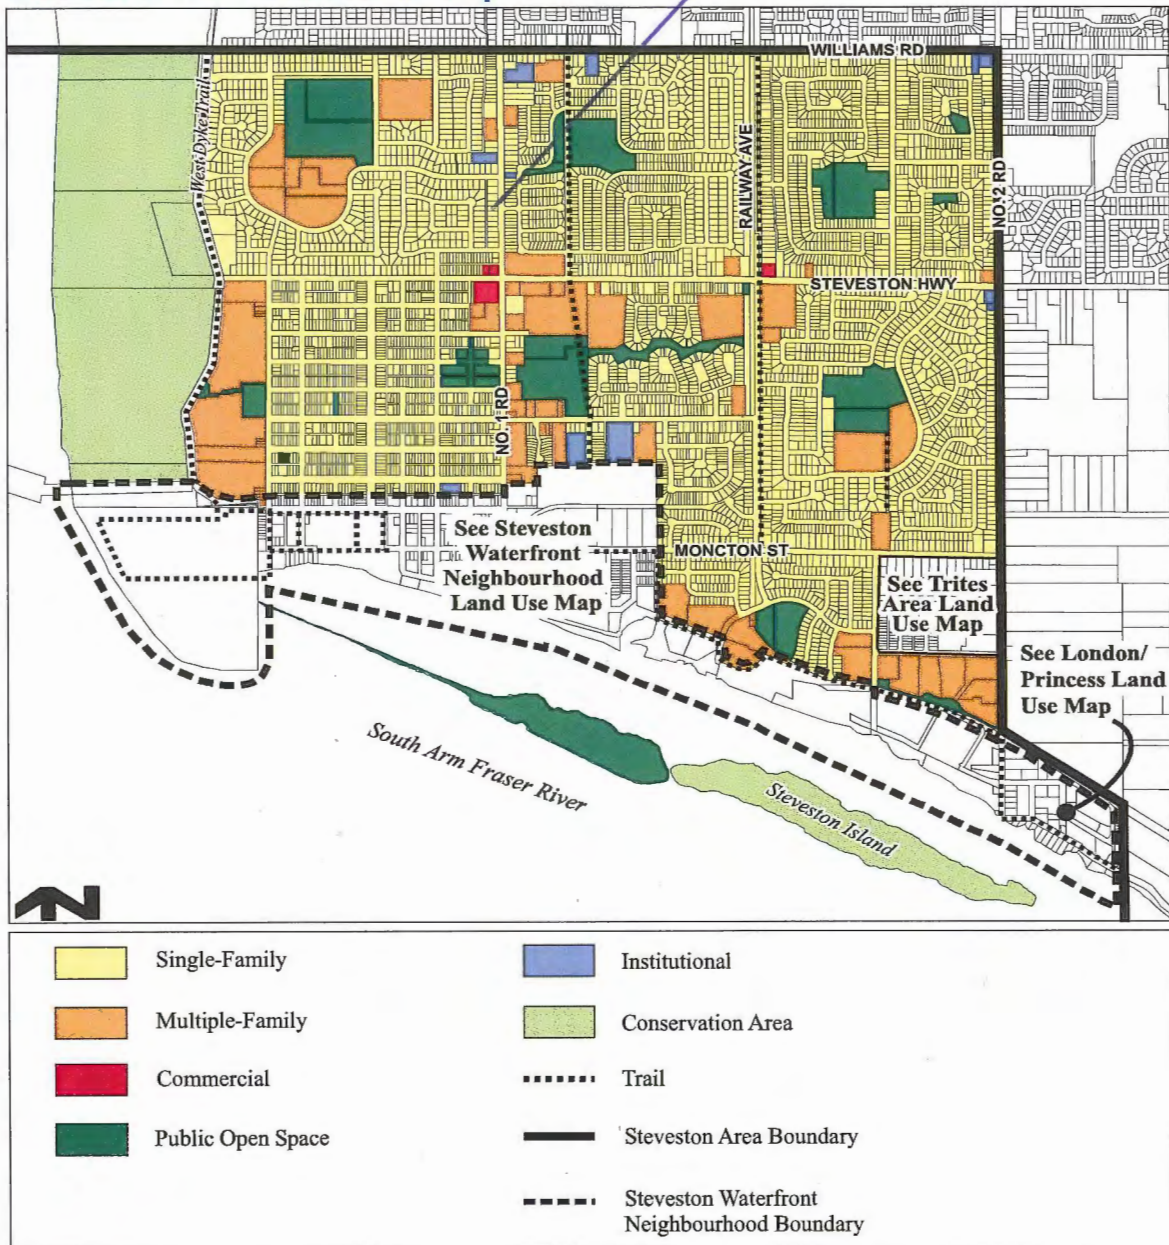 WILLIAMS RD
West Dyke Trail
RAILWAY AVE
NO. 2 RD
STEVESTON HWY
NO. 1 RD
See Steveston
Waterfront
Neighbourhood
Land Use Map
MONCTON ST
See Trites
Area Land
Use Map
See London/
Princess Land
Use Map
South Arm Fraser River
Steveston Island
Single-Family
Multiple-Family
Commercial
Public Open Space
Institutional
Conservation Area
Trail
Steveston Area Boundary
Steveston Waterfront
Neighbourhood Boundary